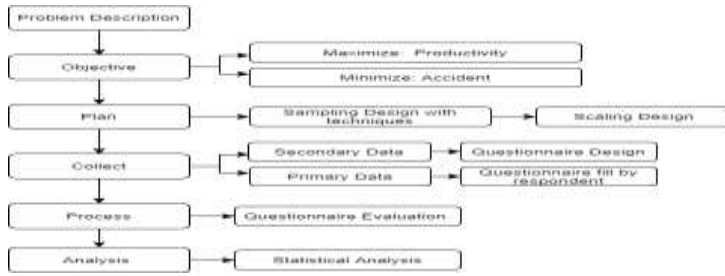 Problem Description
Maximize: Productivity
Objective
Minimize: Accident
Plan
Sampling Design with
techniques
Scaling Design
Collect
Secondary Data
Questionnaire Design
Primary Data
Questionnaire fill by
respondent
Process
Questionnaire Evaluation
Analysis
Statistical Analysis